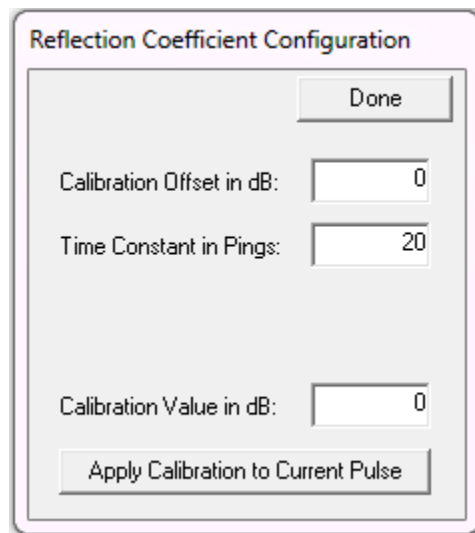 Reflection Coefficient Configuration
Done
Calibration Offset in dB: 0
Time Constant in Pings: 20
Calibration Value in dB: 0
Apply Calibration to Current Pulse